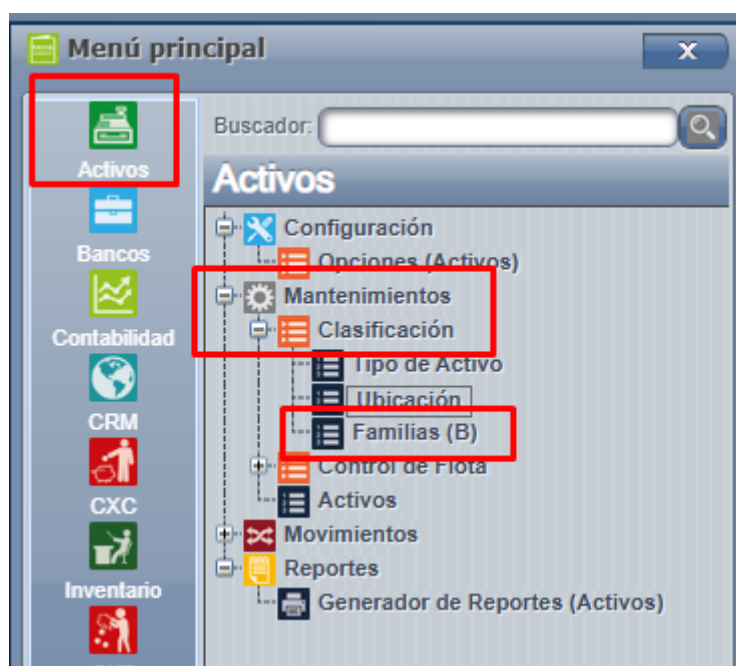 Menú principal
x
Activos
Bancos
Contabilidad
CRM
CXC
Inventario
Buscador:
Activos
Configuración
Opciones (Activos)
Mantenimientos
Clasificación
Tipo de Activo
Ubicación
Familias (B)
Control de Flota
Activos
Movimientos
Reportes
Generador de Reportes (Activos)